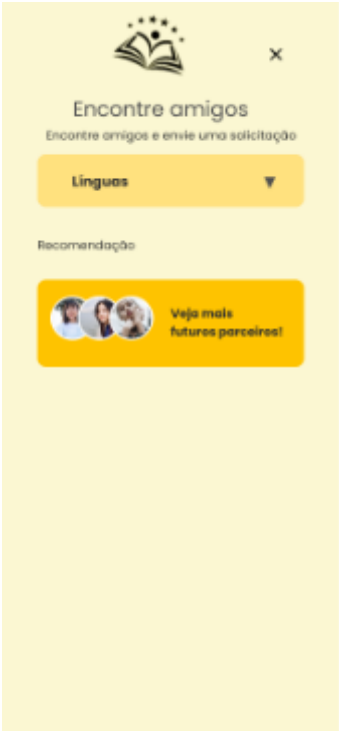 Encontre amigos
Encontre amigos e envie uma solicitação
Línguas
Recomendação
Veja mais
futuros parceiros!